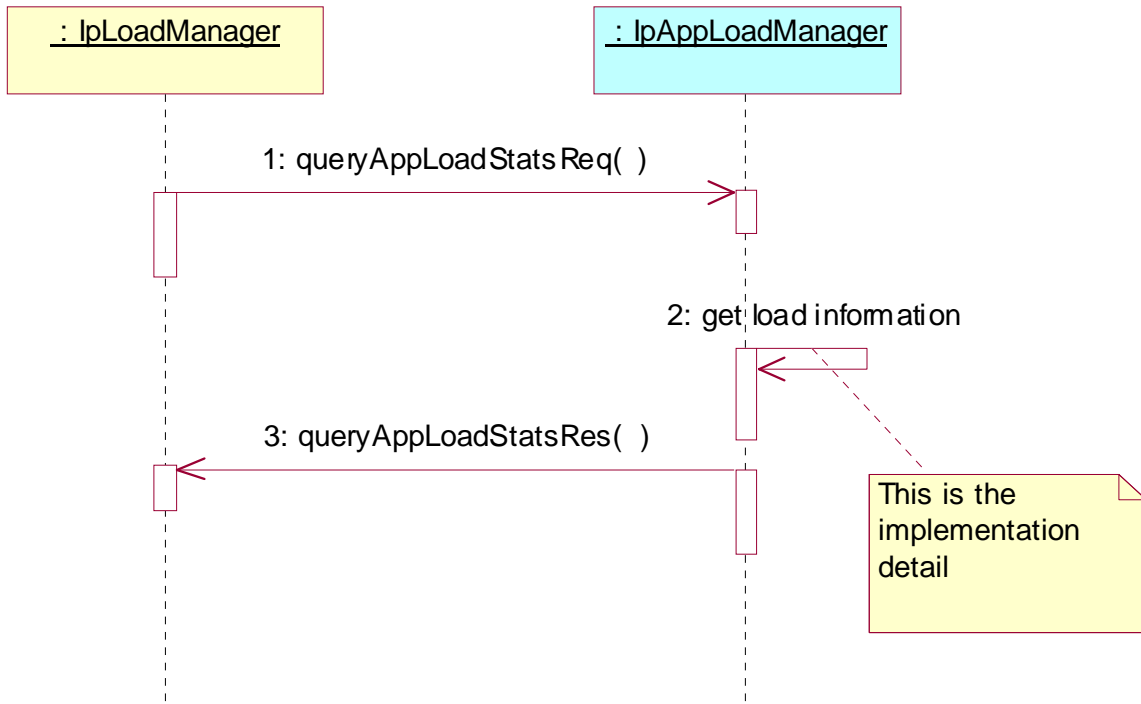 : IpLoadManager
: IpAppLoadManager
1: queryAppLoadStatsReq( )
2: get load information
3: queryAppLoadStatsRes( )
This is the
implementation
detail